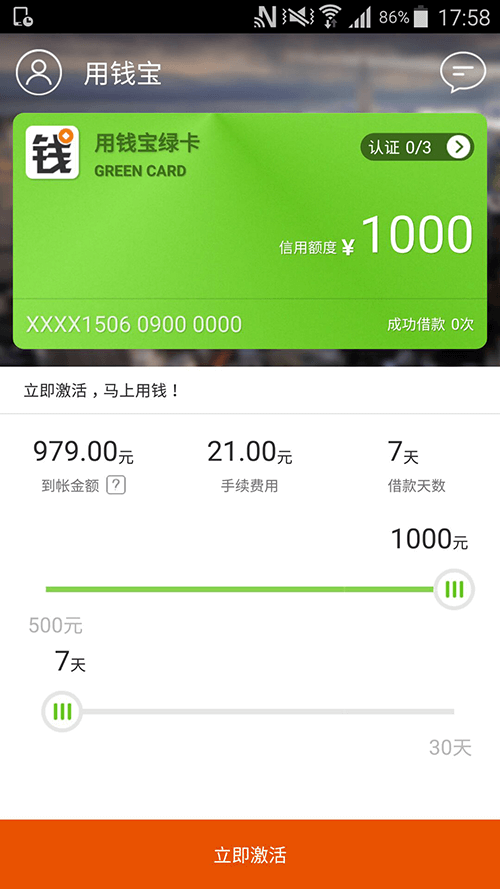 86% 17:58
用钱宝
钱
用钱宝绿卡
认证 0/3
GREEN CARD
信用额度 ¥ 1000
XXXX1506 0900 0000
成功借款 0次
立即激活，马上用钱！
979.00元 21.00元 7天
到帐金额 ? 手续费用 借款天数
1000元
500元
7天
30天
立即激活